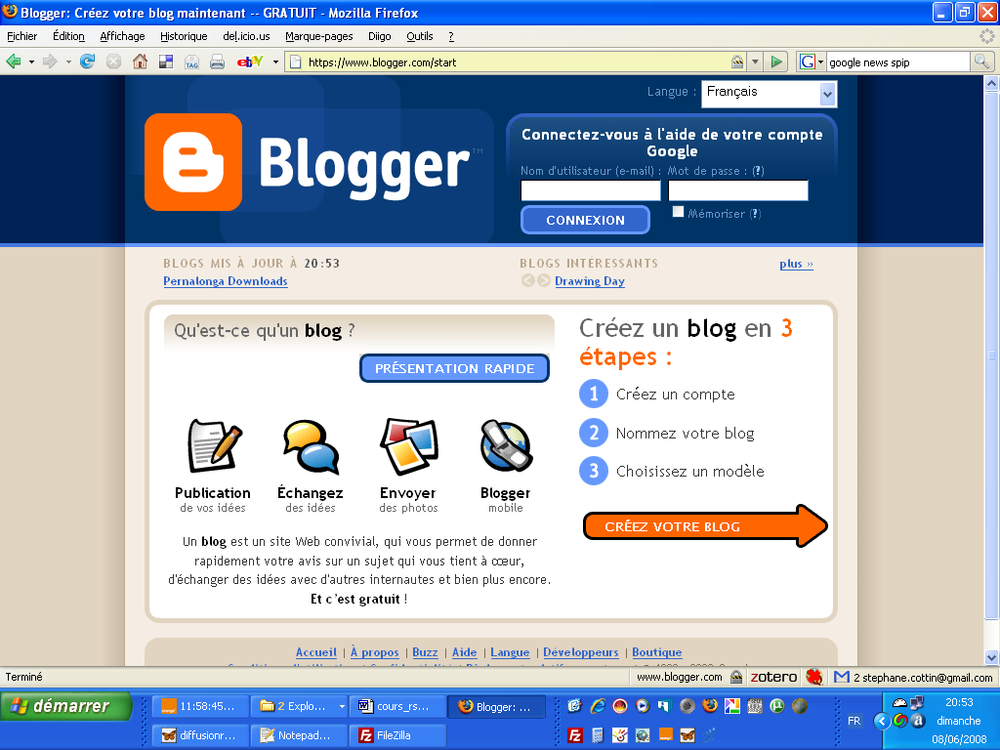 Blogger: Créez votre blog maintenant -- GRATUIT - Mozilla Firefox
Fichier Édition Affichage Historique del.icio.us Marque-pages Diigo Outils ?
TAG ebY https://www.blogger.com/start G google news spip
Langue : Français
Blogger™
Connectez-vous à l'aide de votre compte
Google
Nom d'utilisateur (e-mail) : Mot de passe : (?)
CONNEXION Mémoriser (?)
BLOGS MIS À JOUR À 20:53
Pernalonga Downloads
BLOGS INTÉRESSANTS plus »
Drawing Day
Qu'est-ce qu'un blog ?
PRÉSENTATION RAPIDE
Publication
de vos idées
Échangez
des idées
Envoyer
des photos
Blogger
mobile
Un blog est un site Web convivial, qui vous permet de donner
rapidement votre avis sur un sujet qui vous tient à cœur,
d'échanger des idées avec d'autres internautes et bien plus encore.
Et c'est gratuit !
Créez un blog en 3
étapes :
1 Créez un compte
2 Nommez votre blog
3 Choisissez un modèle
CRÉEZ VOTRE BLOG
Accueil | À propos | Buzz | Aide | Langue | Développeurs | Boutique
Terminé www.blogger.com zotero 2 stephane.cottin@gmail.com
démarrer 11:58:45... 2 Explo... cours_rs... Blogger: ... 20:53
FR dimanche
diffusionr... Notepad... FileZilla 08/06/2008